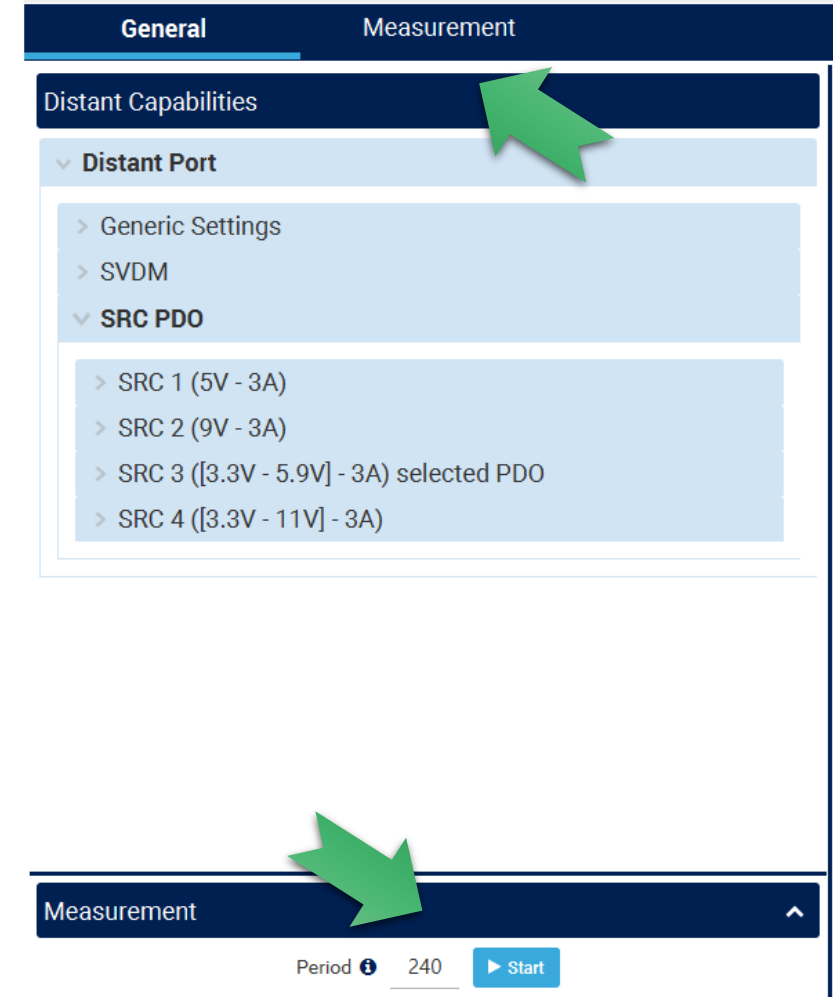 General Measurement
Distant Capabilities
Distant Port
Generic Settings
SVDM
SRC PDO
SRC 1 (5V - 3A)
SRC 2 (9V - 3A)
SRC 3 ([3.3V - 5.9V] - 3A) selected PDO
SRC 4 ([3.3V - 11V] - 3A)
Measurement
Period 240 Start